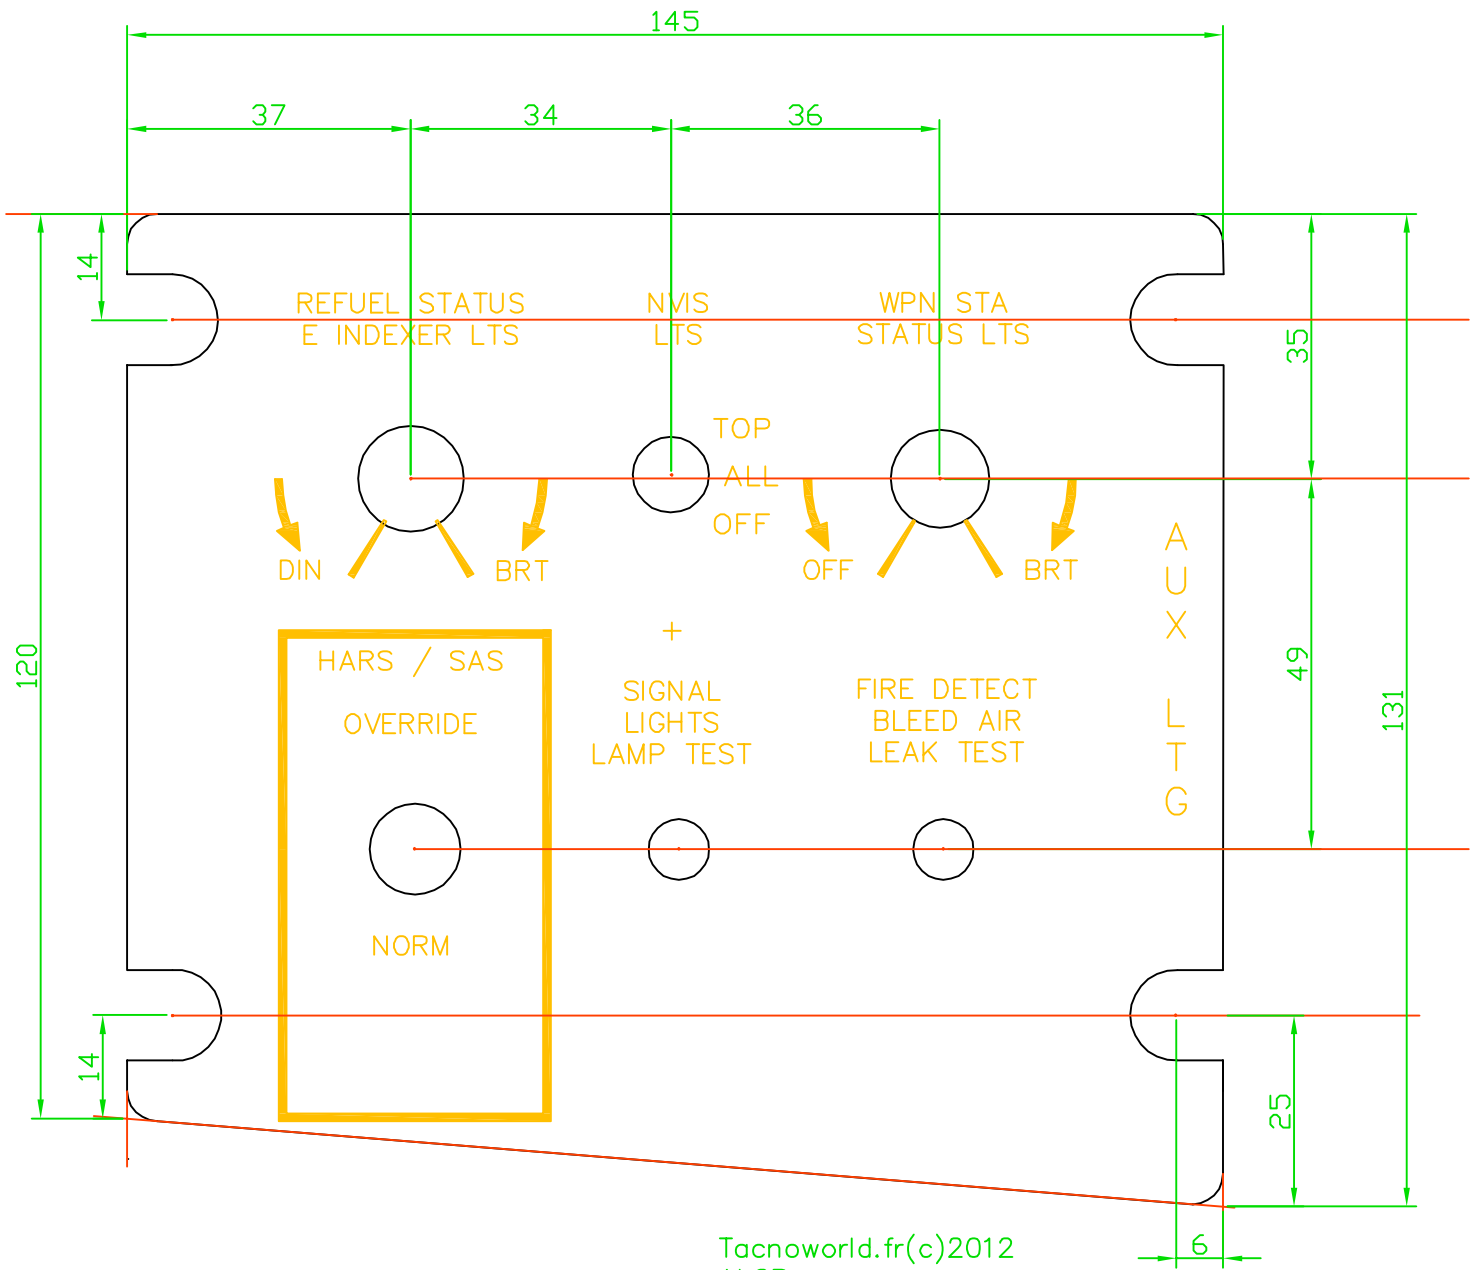 145
37 34 36
14
REFUEL STATUS
E INDEXER LTS
NVIS
LTS
WPN STA
STATUS LTS
35
TOP
ALL
OFF
DIN
BRT
OFF
BRT
AUX LTG
120
HARS / SAS
OVERRIDE
NORM
+
SIGNAL
LIGHTS
LAMP TEST
FIRE DETECT
BLEED AIR
LEAK TEST
49
131
14
25
6
Tacnoworld.fr(c)2012